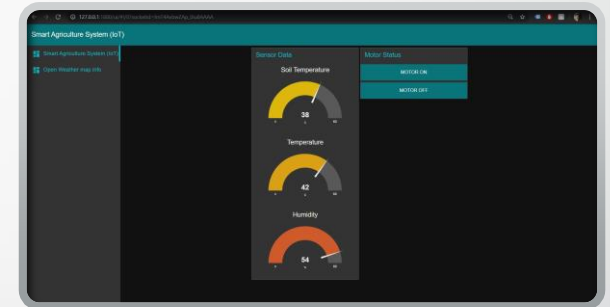 Smart Agriculture System (IoT)
Smart Agriculture System (IoT)
Open Weather map info
Sensor Data
Soil Temperature
38
Temperature
42
Humidity
54
Motor Status
MOTOR ON
MOTOR OFF